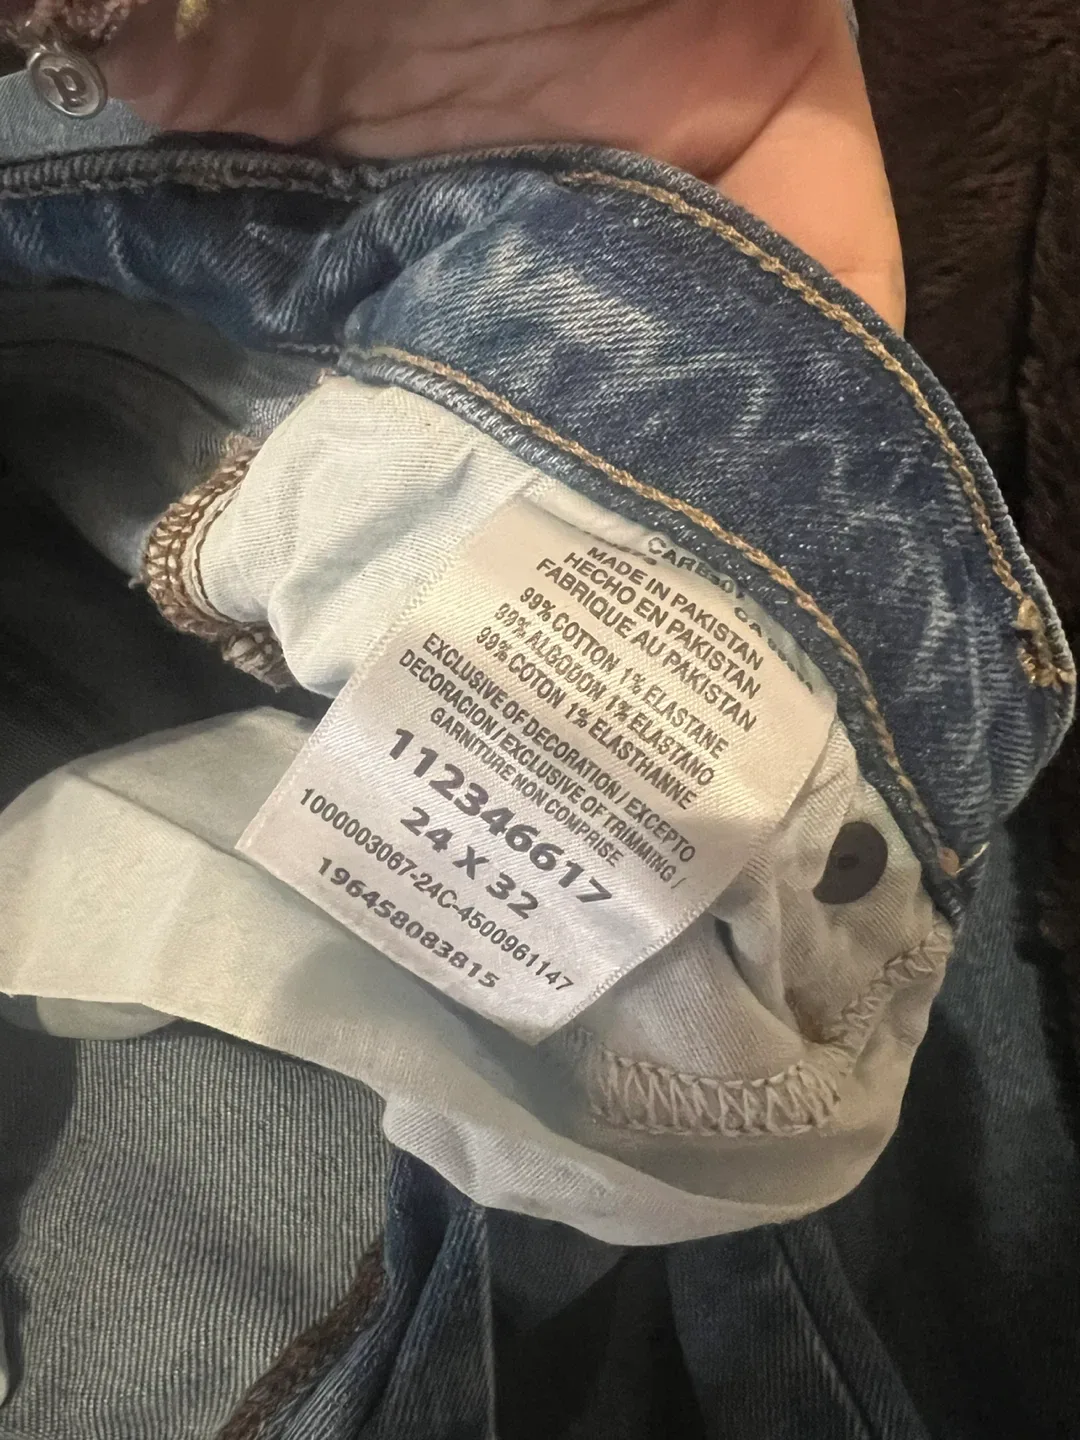 p
MADE IN PAKISTAN
HECHO EN PAKISTAN
FABRIQUE AU PAKISTAN
99% COTTON 1% ELASTANE
99% ALGODON 1% ELASTANO
99% COTON 1% ELASTHANNE
EXCLUSIVE OF DECORATION / EXCEPTO
DECORACION / EXCLUSIVE OF TRIMMING /
GARNITURE NON COMPRISE
112346617
24 X 32
1000003067-24C-4500961147
196458083815